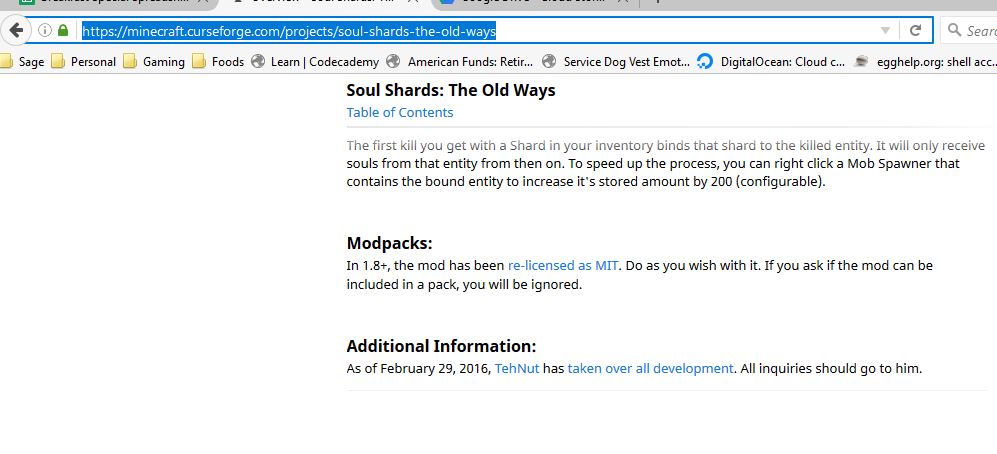 https://minecraft.curseforge.com/projects/soul-shards-the-old-ways
Sage Personal Gaming Foods Learn | Codecademy American Funds: Retir... Service Dog Vest Emot... DigitalOcean: Cloud c... egghelp.org: shell acc...
Soul Shards: The Old Ways
Table of Contents
The first kill you get with a Shard in your inventory binds that shard to the killed entity. It will only receive
souls from that entity from then on. To speed up the process, you can right click a Mob Spawner that
contains the bound entity to increase it's stored amount by 200 (configurable).
Modpacks:
In 1.8+, the mod has been re-licensed as MIT. Do as you wish with it. If you ask if the mod can be
included in a pack, you will be ignored.
Additional Information:
As of February 29, 2016, TehNut has taken over all development. All inquiries should go to him.